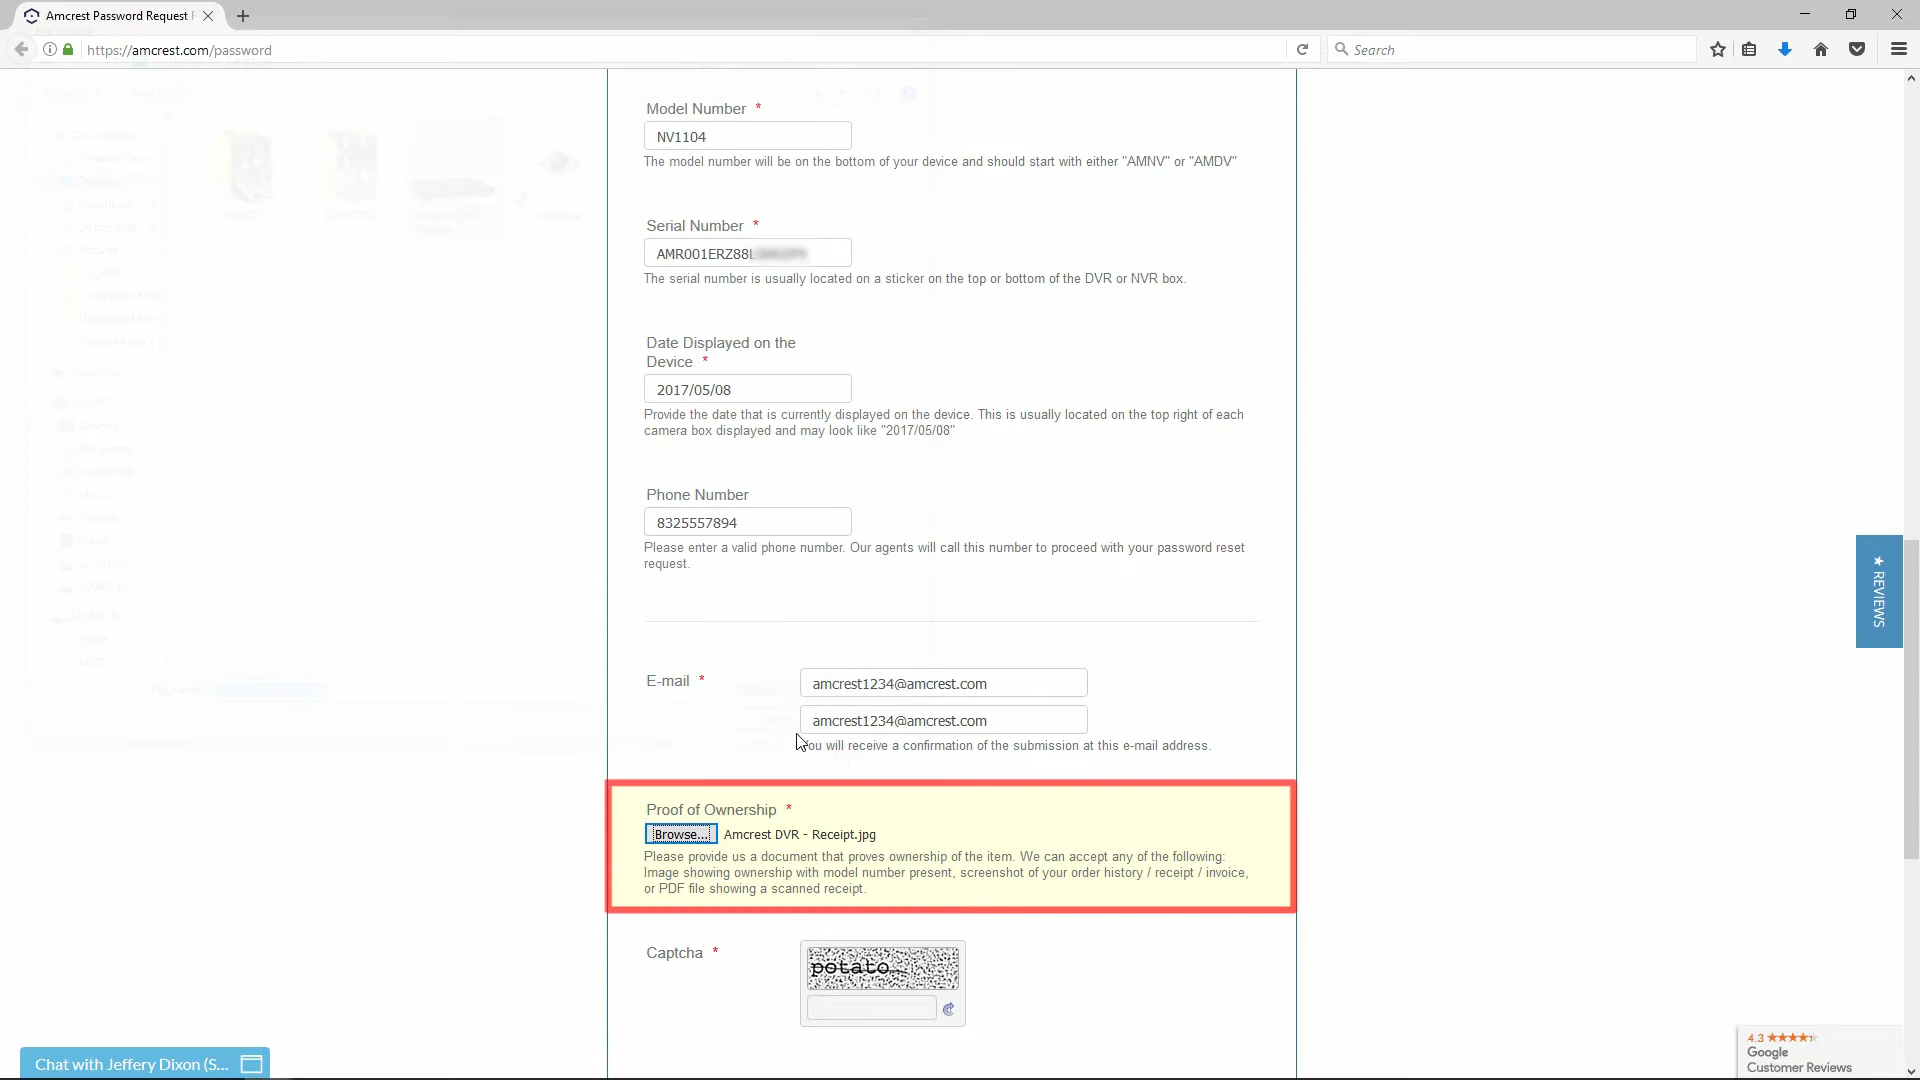 Amcrest Password Request
https://amcrest.com/password
Search
Model Number *
NV1104
The model number will be on the bottom of your device and should start with either "AMNV" or "AMDV"
Serial Number *
AMR001ERZ88L
The serial number is usually located on a sticker on the top or bottom of the DVR or NVR box.
Date Displayed on the
Device *
2017/05/08
Provide the date that is currently displayed on the device. This is usually located on the top right of each
camera box displayed and may look like "2017/05/08"
Phone Number
8325557894
Please enter a valid phone number. Our agents will call this number to proceed with your password reset
request.
★ REVIEWS
E-mail *
amcrest1234@amcrest.com
amcrest1234@amcrest.com
You will receive a confirmation of the submission at this e-mail address.
Proof of Ownership *
Browse... Amcrest DVR - Receipt.jpg
Please provide us a document that proves ownership of the item. We can accept any of the following:
Image showing ownership with model number present, screenshot of your order history / receipt / invoice,
or PDF file showing a scanned receipt.
Captcha *
potato
Chat with Jeffery Dixon (S...
4.3 ★★★★★
Google
Customer Reviews